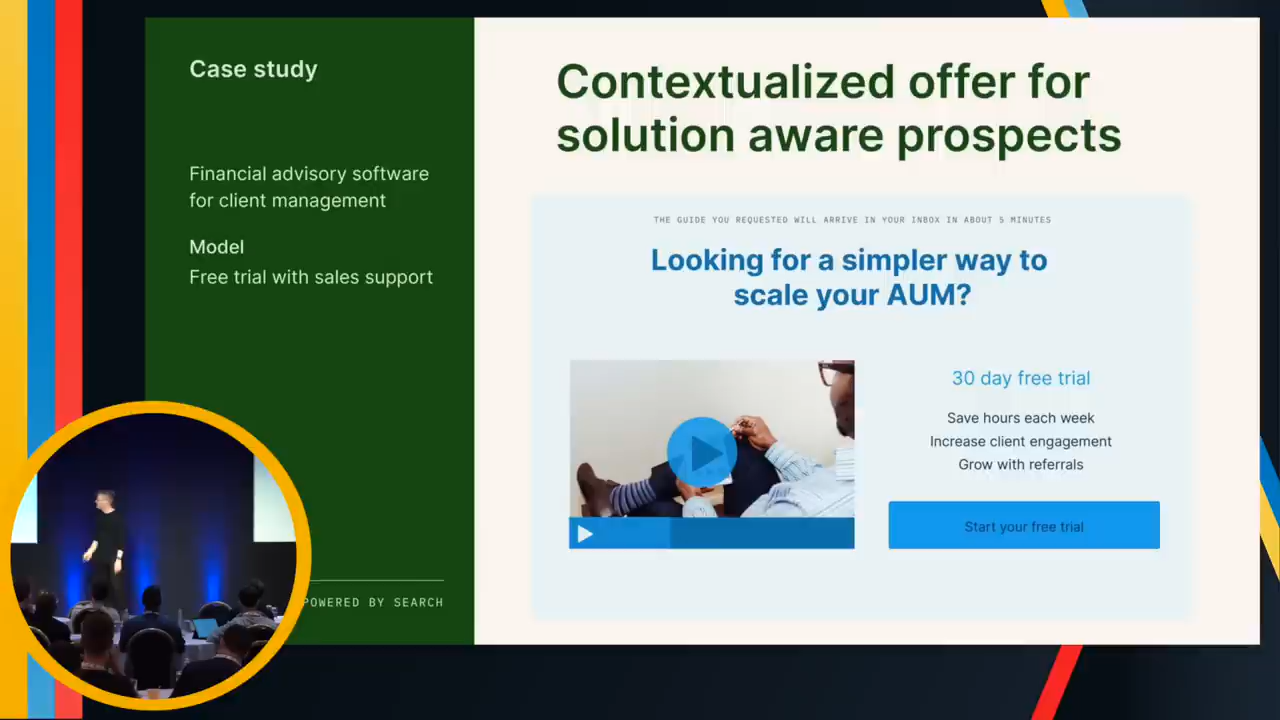 Case study
Financial advisory software
for client management
Model
Free trial with sales support
POWERED BY SEARCH
Contextualized offer for
solution aware prospects
THE GUIDE YOU REQUESTED WILL ARRIVE IN YOUR INBOX IN ABOUT 5 MINUTES
Looking for a simpler way to
scale your AUM?
30 day free trial
Save hours each week
Increase client engagement
Grow with referrals
Start your free trial